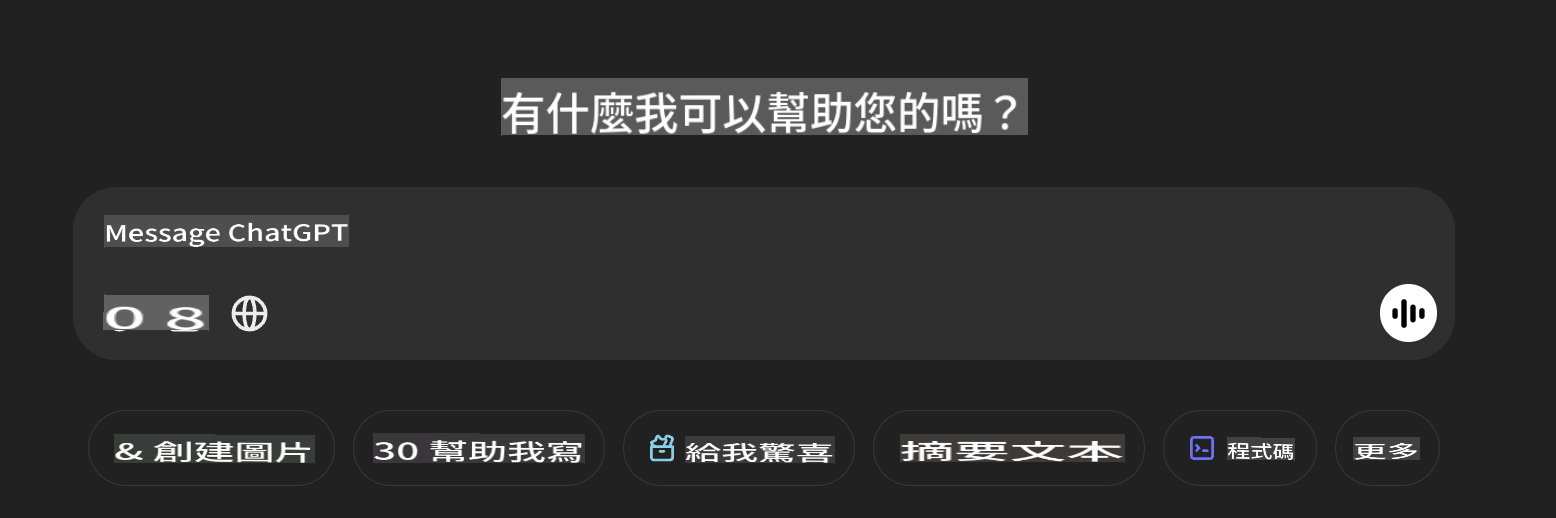 有什麼我可以幫助您的嗎？
Message ChatGPT
0 8
& 創建圖片
30 幫助我寫
給我驚喜
摘要文本
程式碼
更多